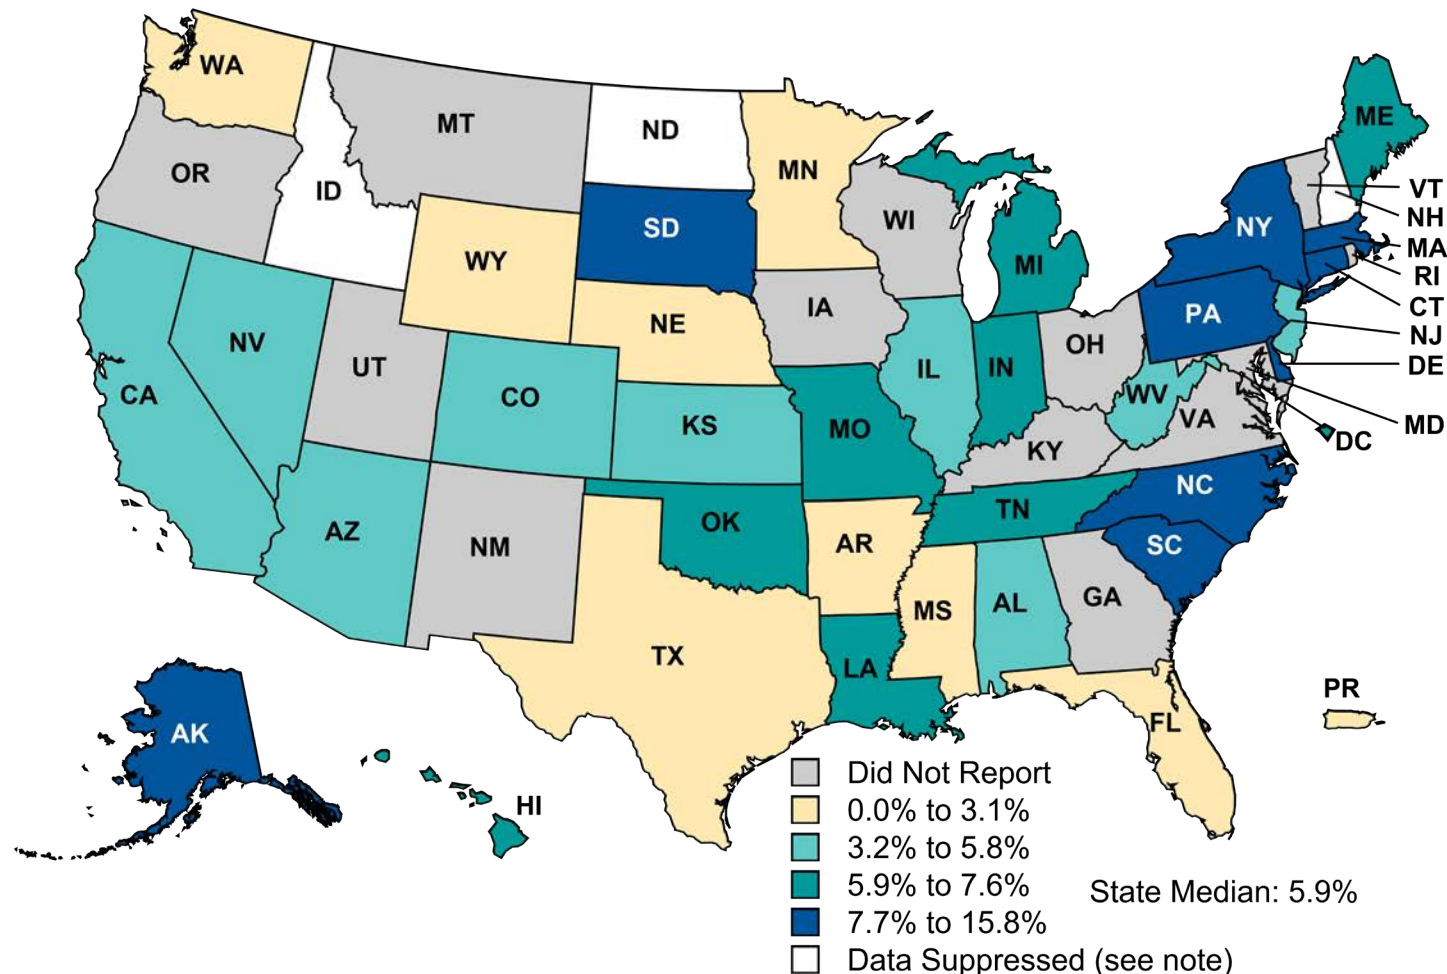 WA
MT
ND
ME
OR
ID
MN
VT
NH
SD
WI
NY
MA
WY
MI
RI
CT
NE
IA
PA
NJ
NV
UT
IL
IN
OH
DE
CA
CO
WV
KS
MO
VA
MD
KY
DC
NC
AZ
OK
TN
NM
AR
SC
MS
AL
GA
TX
LA
PR
FL
AK
HI
Did Not Report
0.0% to 3.1%
3.2% to 5.8%
5.9% to 7.6%
State Median: 5.9%
7.7% to 15.8%
Data Suppressed (see note)